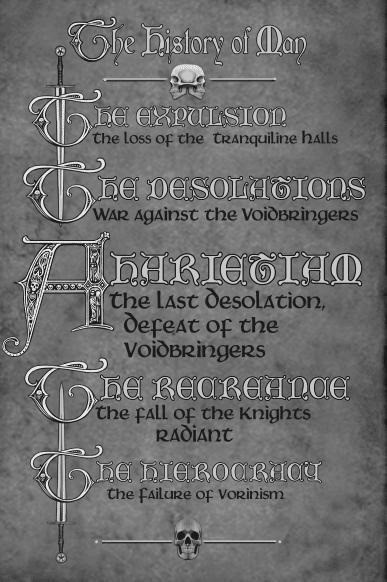 The History of Man
The Expulsion
The loss of the Tranquiline Halls
The Desolations
War against the Voidbringers
Aharietiam
The last Desolation,
defeat of the
Voidbringers
The Recreance
The fall of the Knights
Radiant
The Hierocracy
The failure of Vorinism